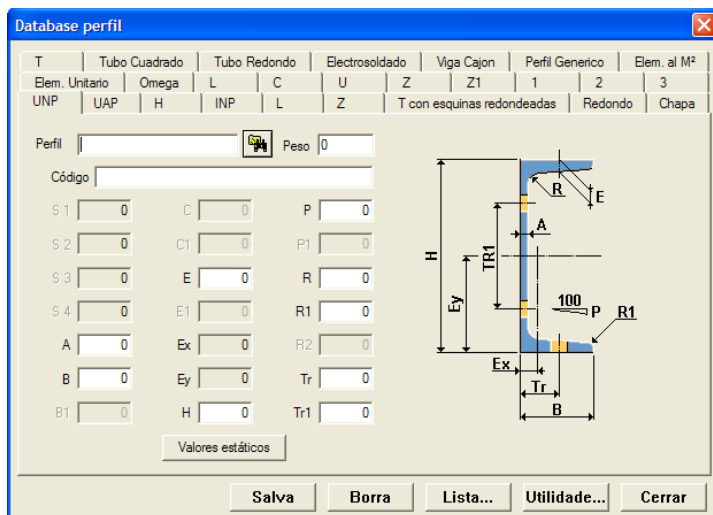 Database perfil
T Tubo Cuadrado Tubo Redondo Electrosoldado Viga Cajon Perfil Generico Elem. al M²
Elem. Unitario Omega L C U Z Z1 1 2 3
UNP UAP H INP L Z T con esquinas redondeadas Redondo Chapa
Perfil Peso 0
Código
S 1 0 C 0 P 0
S 2 0 C1 0 P1 0
S 3 0 E 0 R 0
S 4 0 E1 0 R1 0
A 0 Ex 0 R2 0
B 0 Ey 0 Tr 0
B1 0 H 0 Tr1 0
Valores estáticos
R E
A
H TR1
Ey 100 P R1
Ex
Tr
B
Salva Borra Lista... Utilidade... Cerrar